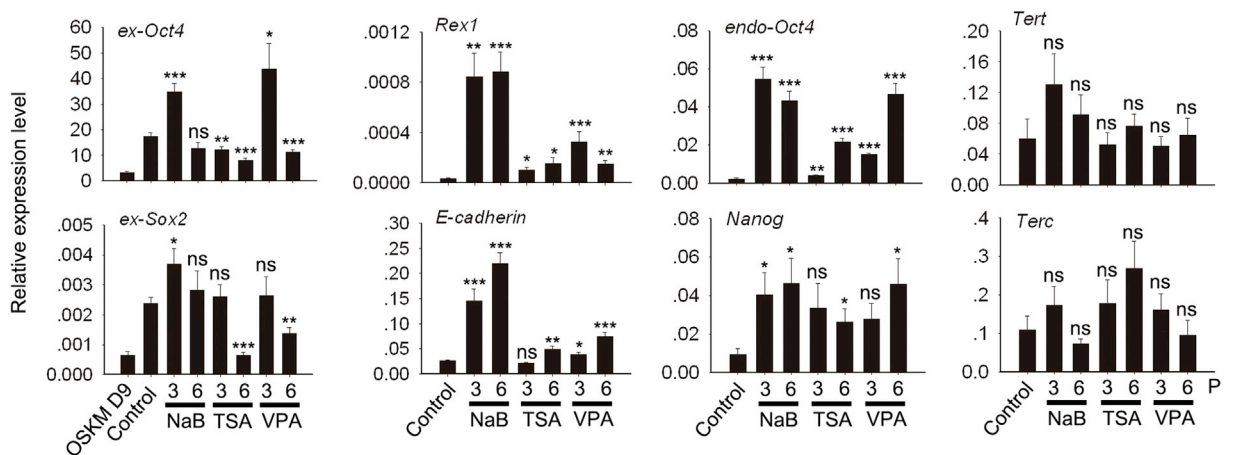 Relative expression level
ex-Oct4
60
50
40
30
20
10
0
*** ns ** *** * ***
Rex1
.0012
.0008
.0004
.0000
** *** * * *** **
endo-Oct4
.08
.06
.04
.02
.00
*** *** ** *** *** ***
Tert
.20
.16
.12
.08
.04
0.00
ns ns ns ns ns ns
ex-Sox2
.005
.004
.003
.002
.001
0.000
* ns ns *** ns **
E-cadherin
.30
.25
.20
.15
.10
.05
0.00
*** *** ns ** * ***
Nanog
.08
.06
.04
.02
0.00
* * ns * ns *
Terc
.4
.3
.2
.1
0.0
ns ns ns ns ns ns
OSKM D9 Control 3 6 3 6 3 6
NaB TSA VPA
Control 3 6 3 6 3 6
NaB TSA VPA
Control 3 6 3 6 3 6
NaB TSA VPA
Control 3 6 3 6 3 6 P
NaB TSA VPA